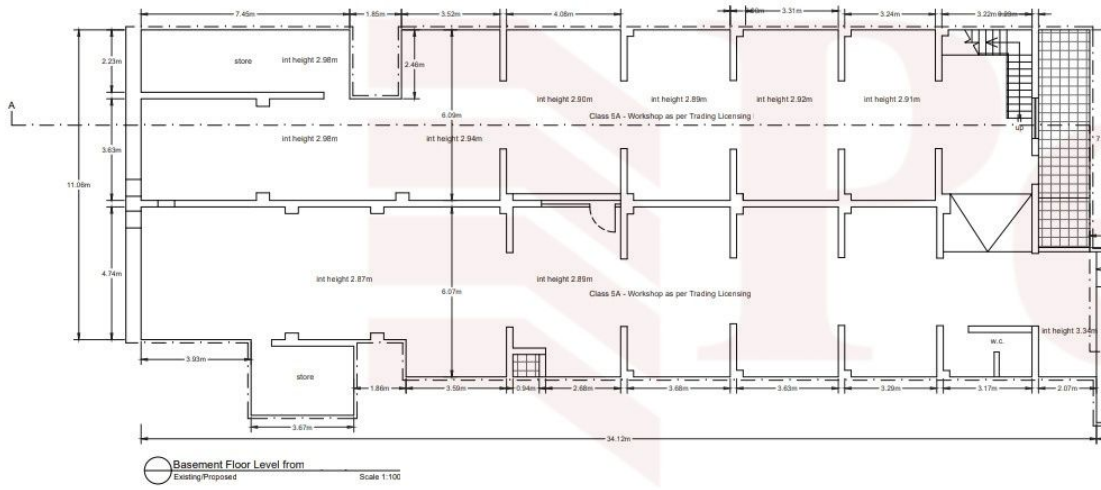 7.45m 1.85m 3.52m 4.08m 3.31m 3.24m 3.22m
2.23m
store
int height 2.98m
2.46m
A
int height 2.90m int height 2.89m int height 2.92m int height 2.91m
6.09m
Class 5A - Workshop as per Trading Licensing
up
3.63m
int height 2.98m int height 2.94m
11.06m
4.74m
int height 2.87m
6.07m
int height 2.89m
Class 5A - Workshop as per Trading Licensing
int height 3.34m
w.c.
3.93m
store
1.86m 3.59m 0.94m 2.68m 3.68m 3.63m 3.29m 3.17m 2.07m
3.67m
34.12m
Basement Floor Level from
Existing/Proposed Scale 1:100